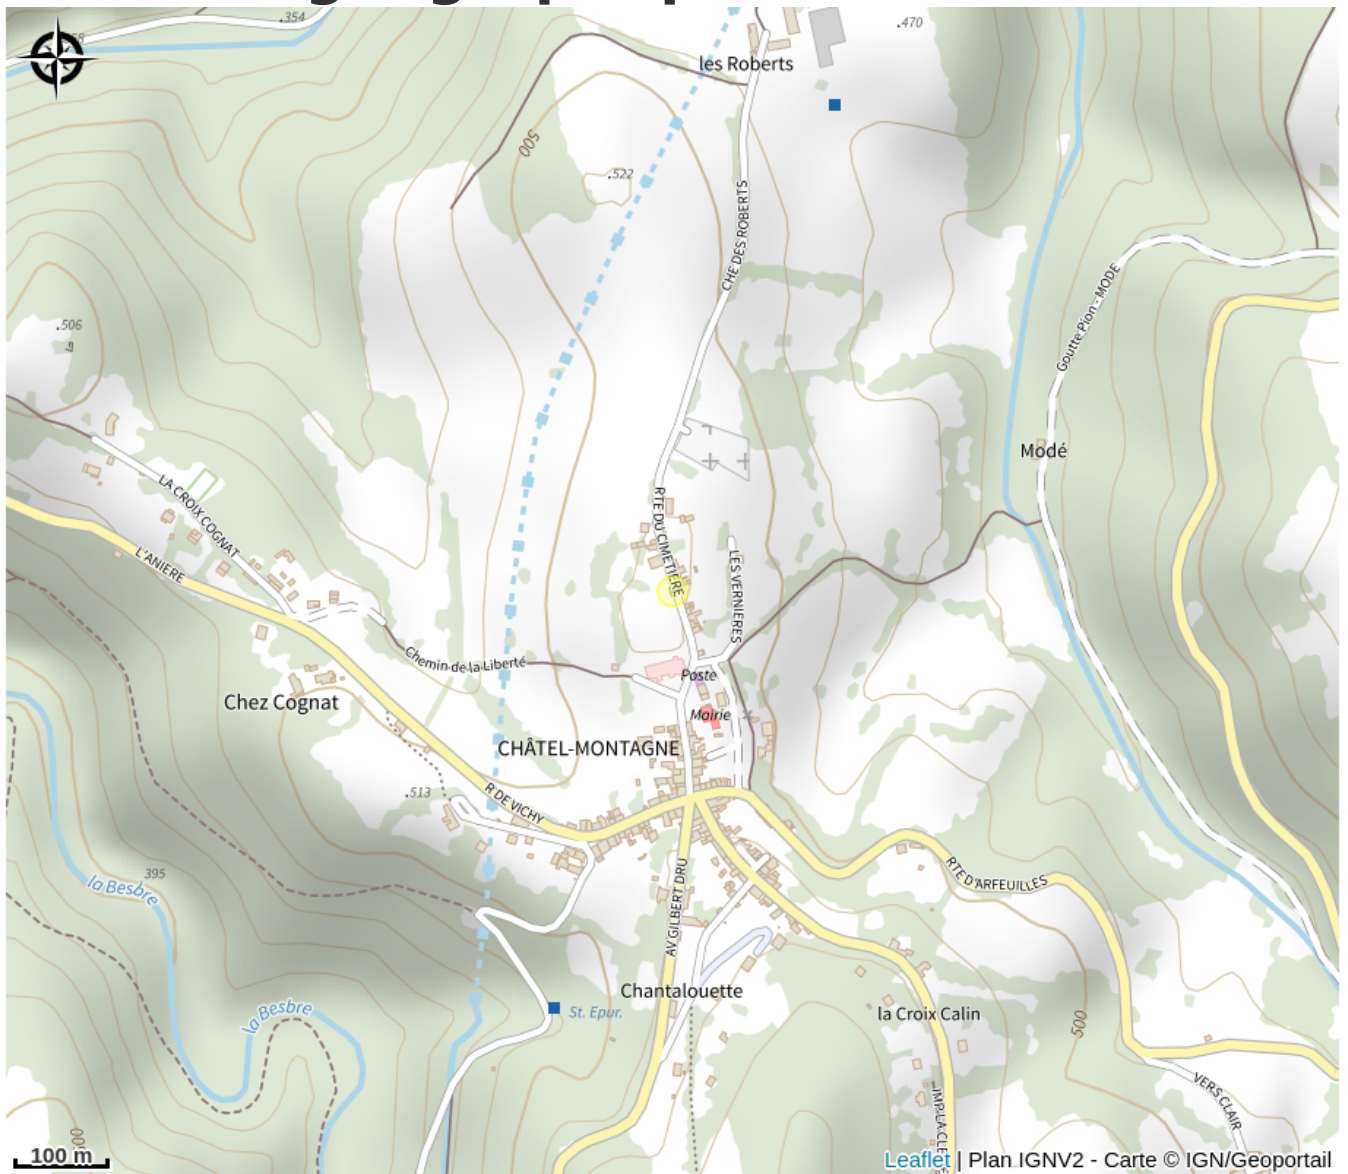 .354
.470
les Roberts
500
.522
CHE DES ROBERTS
Goutte Pion - MODE
.506
Modé
LA CROIX COGNAT
RTE DU CIMETIERE
L'ANIERE
LES VERNIERES
Chemin de la Liberté
Poste
Chez Cognat
Mairie
CHÂTEL-MONTAGNE
.513
R DE VICHY
395
la Besbre
AV GILBERT DRU
RTE D'ARFEUILLES
Chantalouette
la Besbre
St. Epur.
la Croix Calin
500
VERS CLAIR
IMP LA CLE
100 m
Leaflet | Plan IGNV2 - Carte © IGN/Geoportail